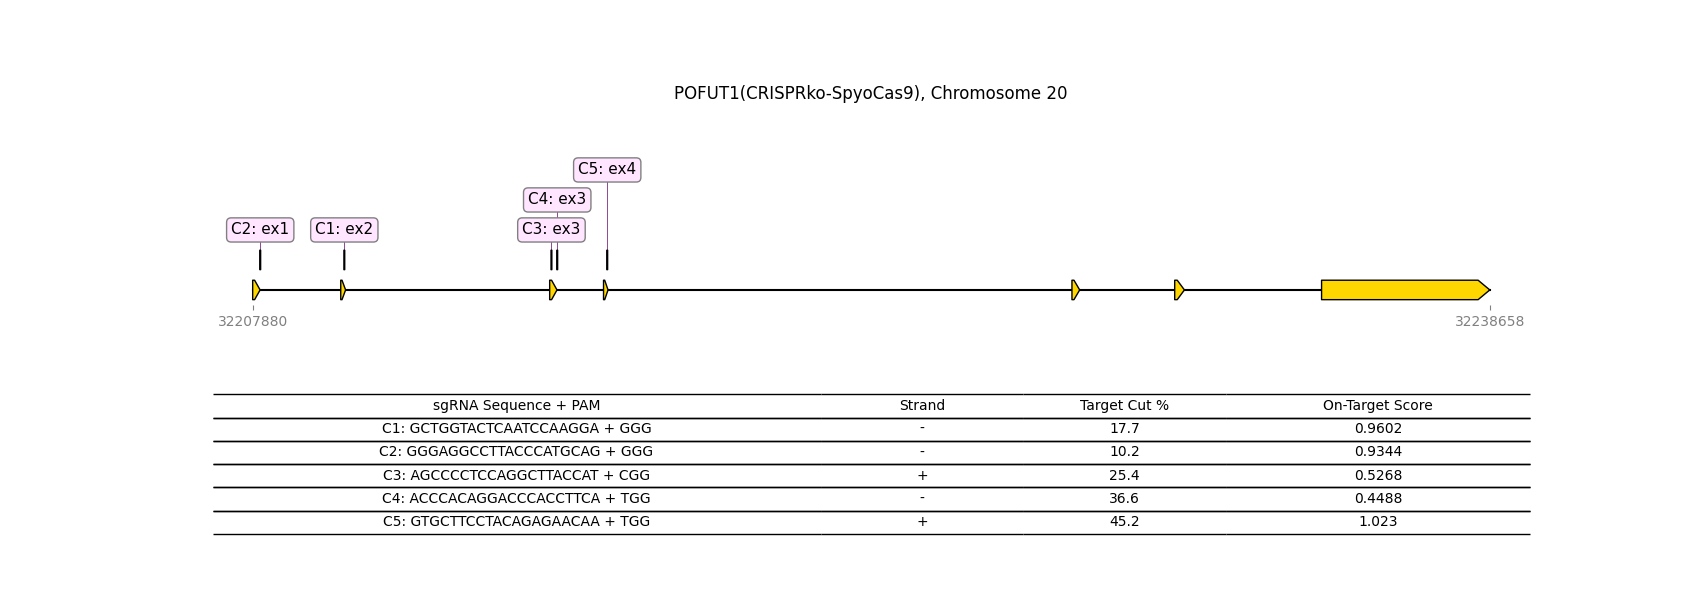 POFUT1(CRISPRko-SpyoCas9), Chromosome 20
C5: ex4
C4: ex3
C2: ex1 C1: ex2 C3: ex3
32207880 32238658
sgRNA Sequence + PAM Strand Target Cut % On-Target Score
C1: GCTGGTACTCAATCCAAGGA + GGG - 17.7 0.9602
C2: GGGAGGCCTTACCCATGCAG + GGG - 10.2 0.9344
C3: AGCCCCTCCAGGCTTACCAT + CGG + 25.4 0.5268
C4: ACCCACAGGACCCACCTTCA + TGG - 36.6 0.4488
C5: GTGCTTCCTACAGAGAACAA + TGG + 45.2 1.023